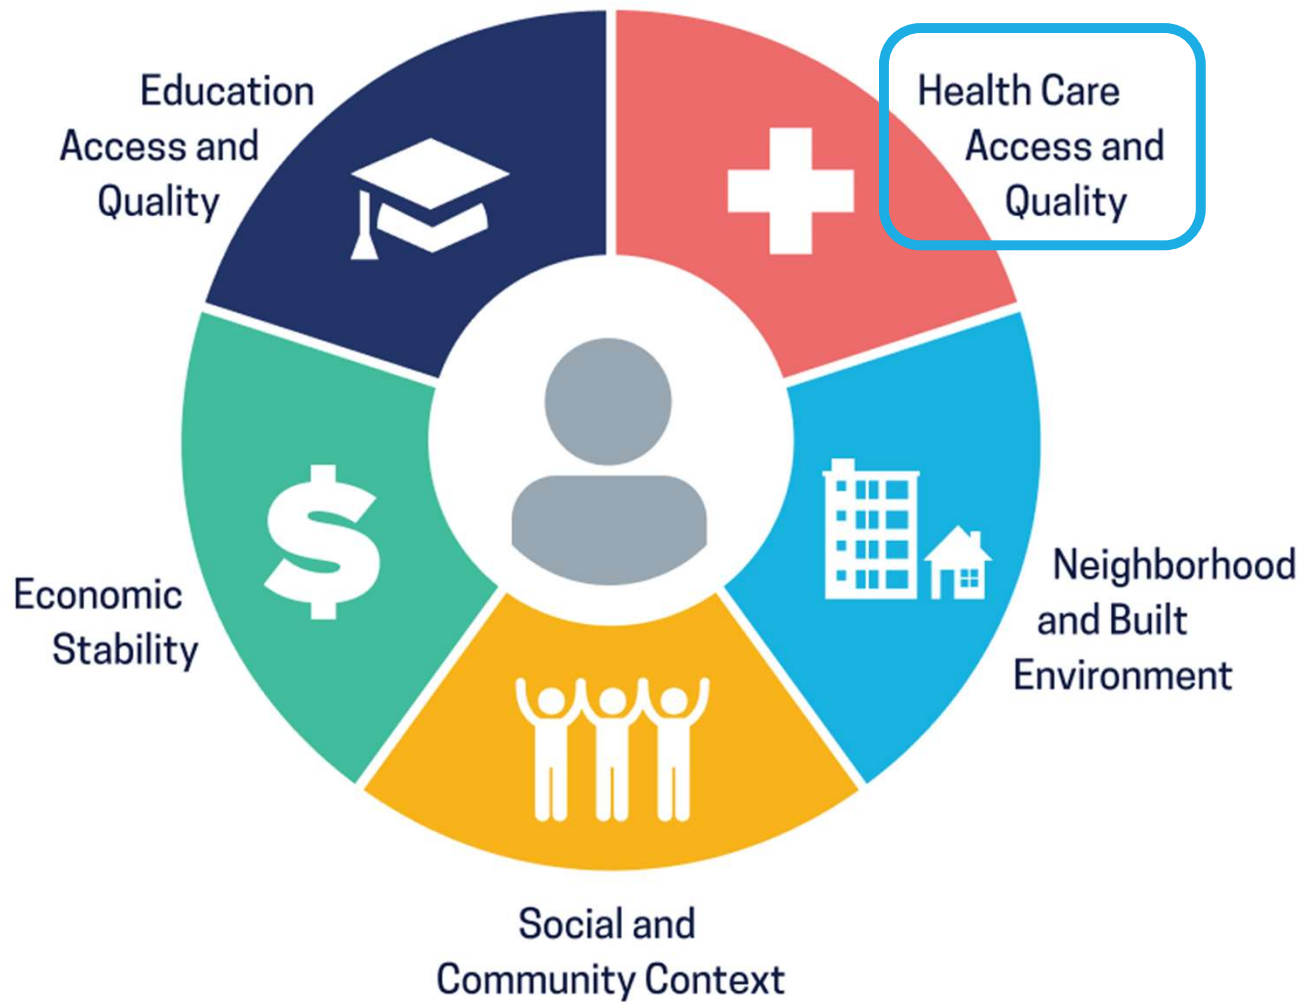 Education
Access and
Quality
Health Care
Access and
Quality
Economic
Stability
Neighborhood
and Built
Environment
Social and
Community Context